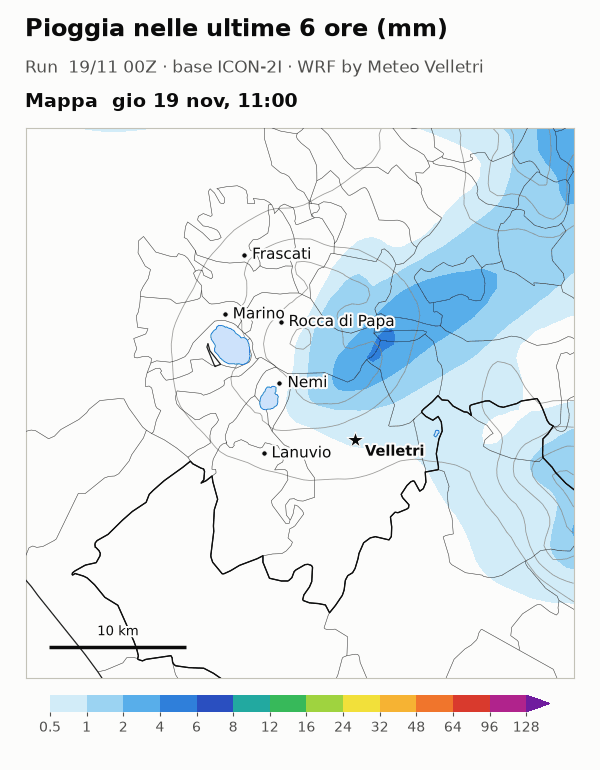 Pioggia nelle ultime 6 ore (mm)
Run  19/11 00Z · base ICON-2I · WRF by Meteo Velletri
Mappa  gio 19 nov, 11:00
Frascati
Marino
Rocca di Papa
Nemi
Velletri
Lanuvio
10 km
0.5 1 2 4 6 8 12 16 24 32 48 64 96 128